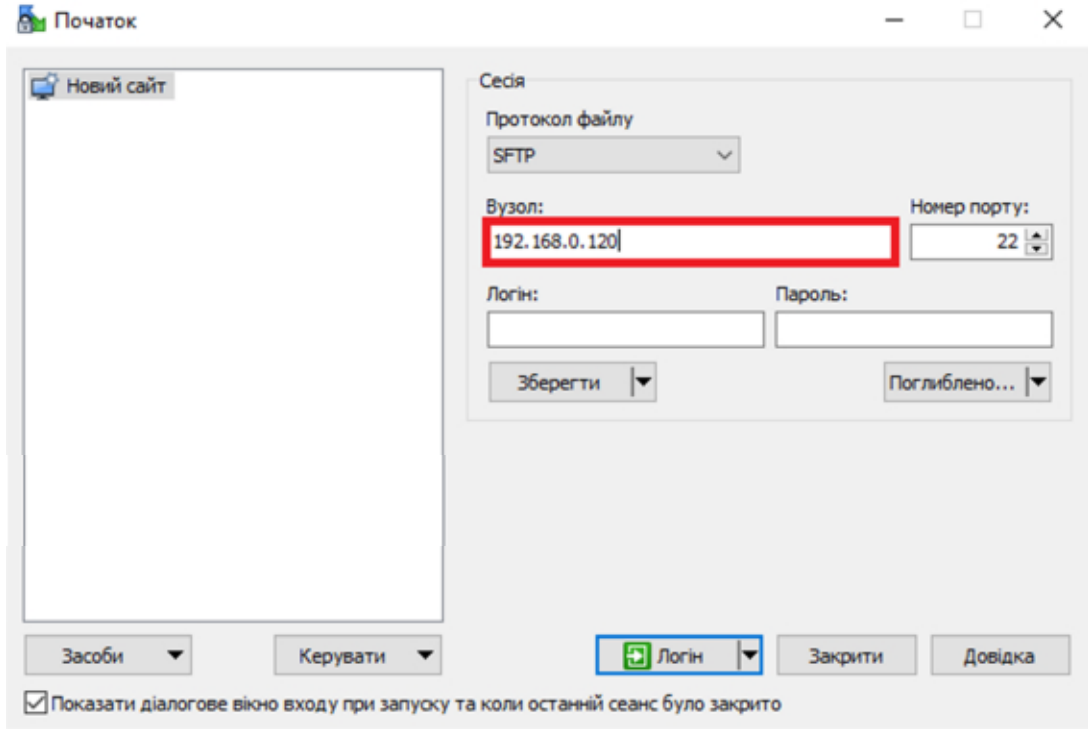 Початок
Новий сайт
Сесія
Протокол файлу
SFTP
Вузол: Номер порту:
192.168.0.120 22
Логін: Пароль:
Зберегти Поглиблено...
Засоби Керувати Логін Закрити Довідка
Показати діалогове вікно входу при запуску та коли останній сеанс було закрито